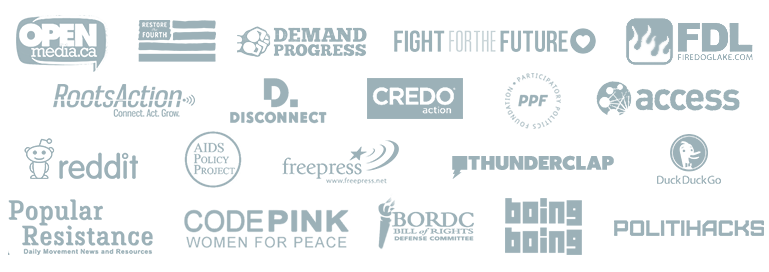 OPEN
media.ca
RESTORE
THE
FOURTH
DEMAND
PROGRESS
FIGHT FOR THE FUTURE
FDL
FIREDOGLAKE.COM
RootsAction
Connect. Act. Grow.
D.
DISCONNECT
CREDO
action
PARTICIPATORY POLITICS FOUNDATION
PPF
access
reddit
AIDS
POLICY
PROJECT
freepress
www.freepress.net
THUNDERCLAP
DuckDuckGo
Popular
Resistance
Daily Movement News and Resources
CODEPINK
WOMEN FOR PEACE
BORDC
BILL of RIGHTS
DEFENSE COMMITTEE
boing
boing
POLITIHACKS